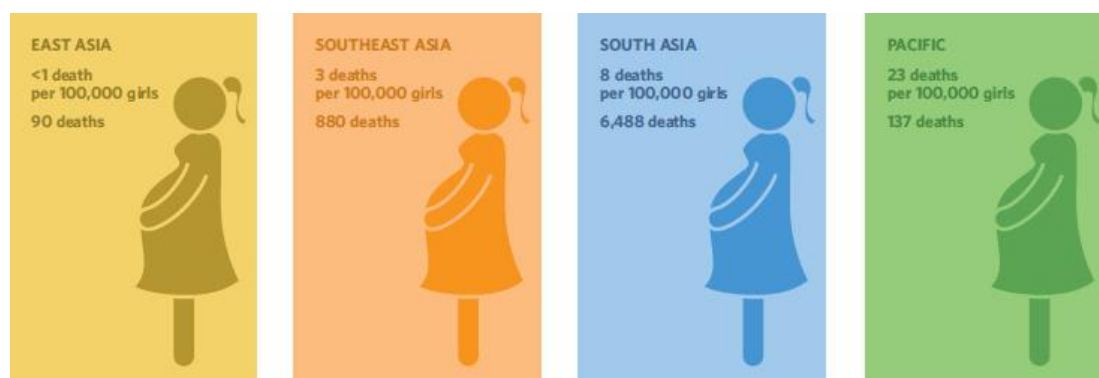 EAST ASIA
<1 death
per 100,000 girls
90 deaths
SOUTHEAST ASIA
3 deaths
per 100,000 girls
880 deaths
SOUTH ASIA
8 deaths
per 100,000 girls
6,488 deaths
PACIFIC
23 deaths
per 100,000 girls
137 deaths